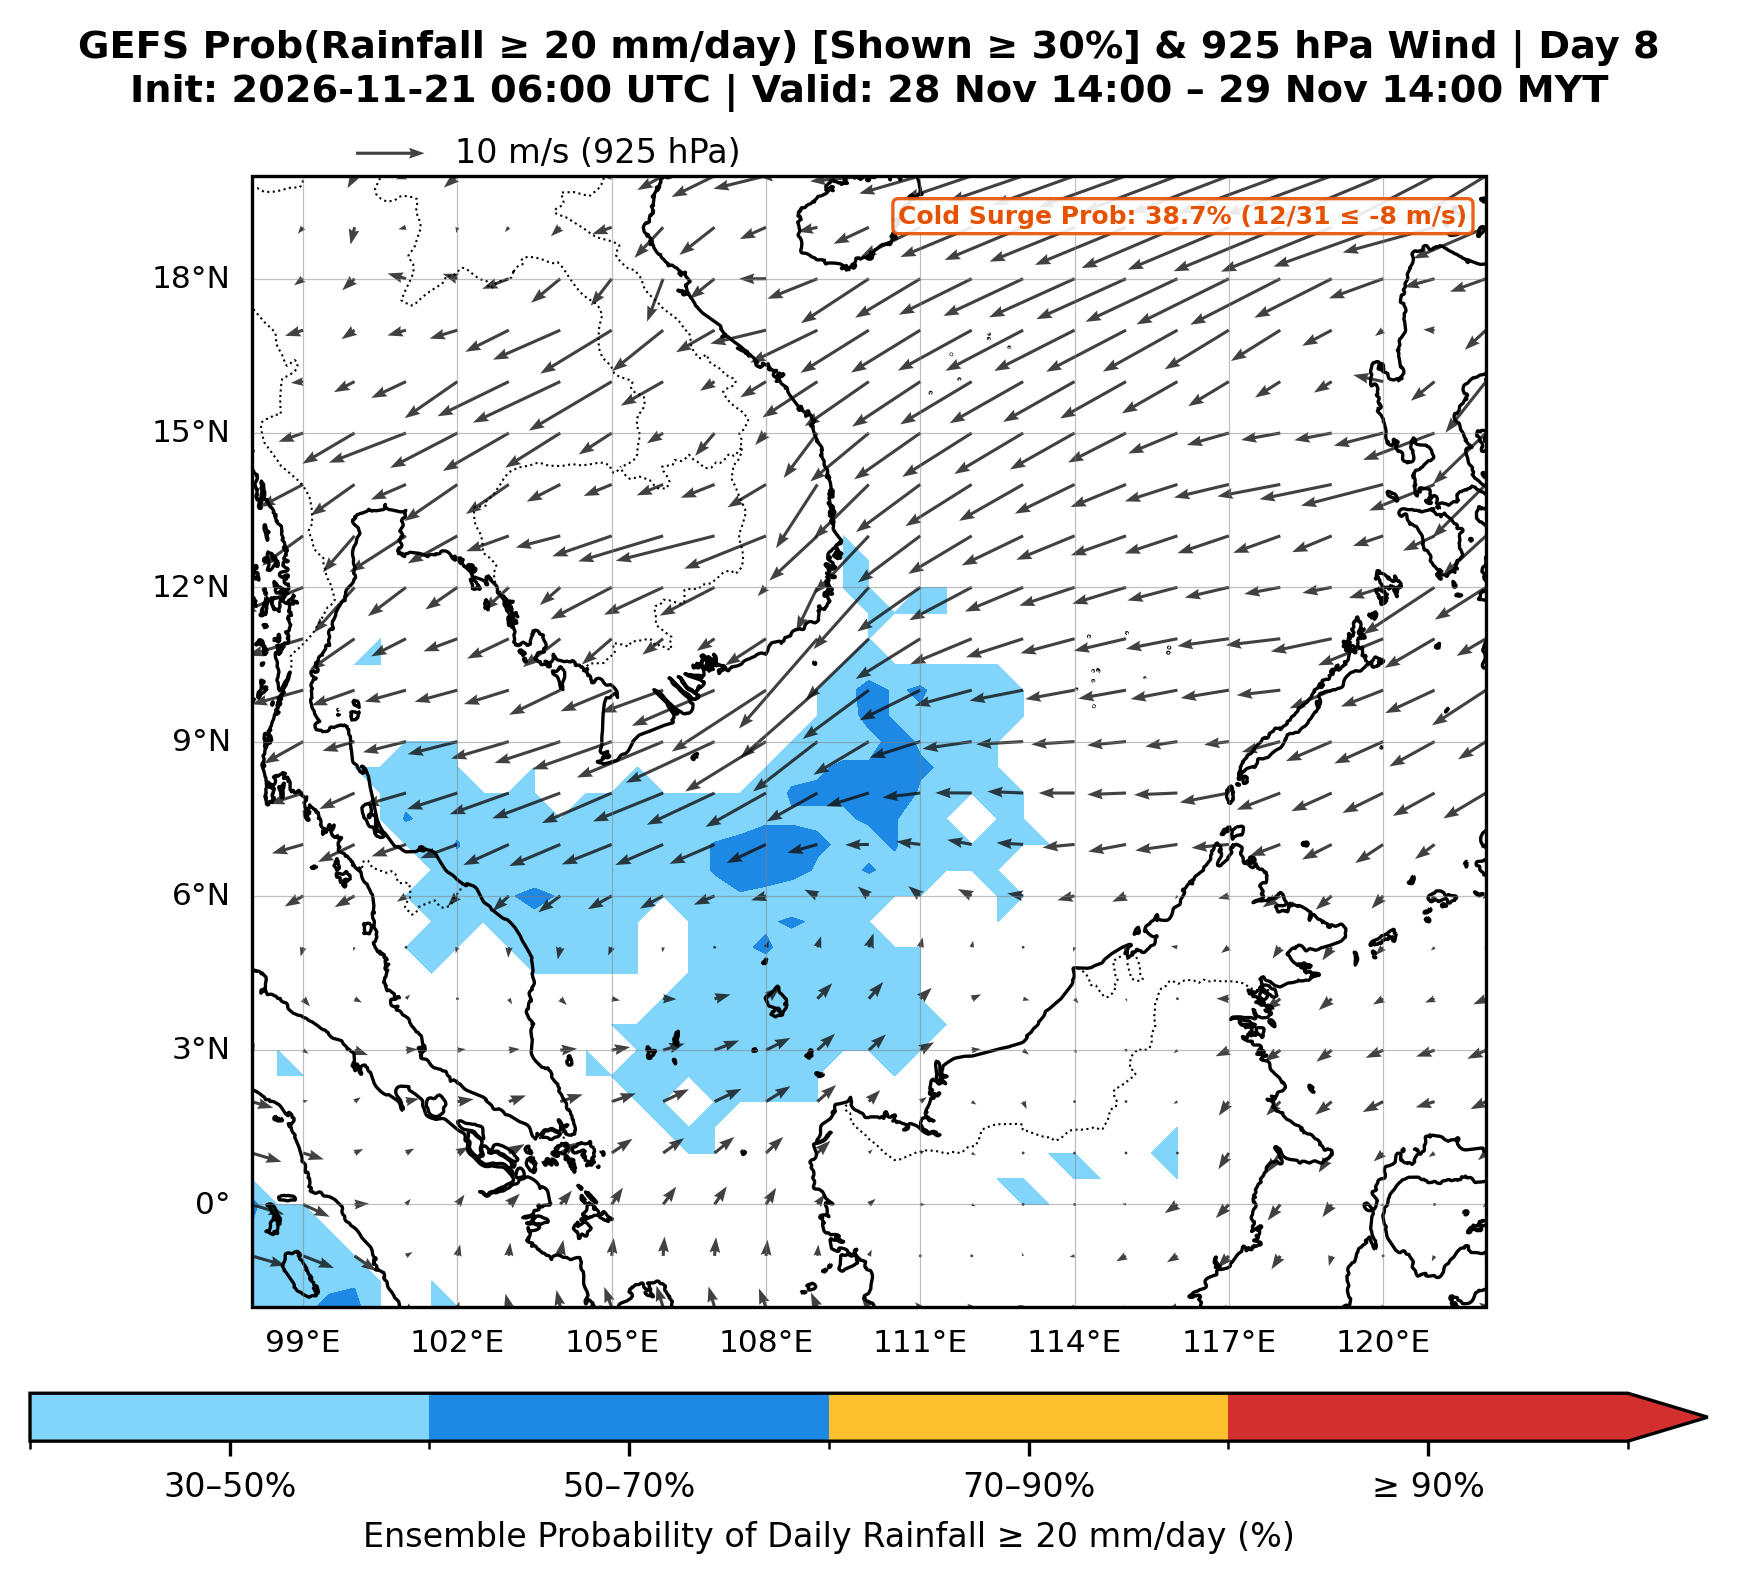 GEFS Prob(Rainfall ≥ 20 mm/day) [Shown ≥ 30%] & 925 hPa Wind | Day 8
Init: 2026-11-21 06:00 UTC | Valid: 28 Nov 14:00 – 29 Nov 14:00 MYT
10 m/s (925 hPa)
Cold Surge Prob: 38.7% (12/31 ≤ -8 m/s)
18°N
15°N
12°N
9°N
6°N
3°N
0°
99°E 102°E 105°E 108°E 111°E 114°E 117°E 120°E
30–50% 50–70% 70–90% ≥ 90%
Ensemble Probability of Daily Rainfall ≥ 20 mm/day (%)